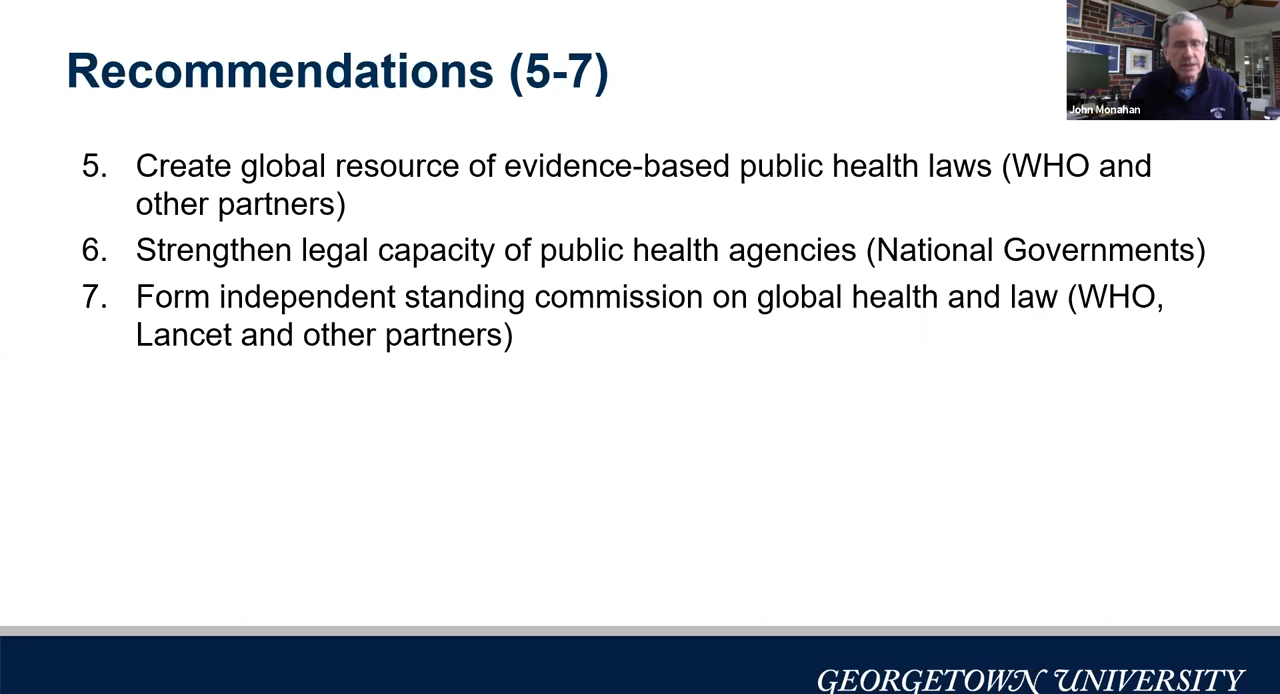 Recommendations (5-7)
John Monahan
5. Create global resource of evidence-based public health laws (WHO and
other partners)
6. Strengthen legal capacity of public health agencies (National Governments)
7. Form independent standing commission on global health and law (WHO,
Lancet and other partners)
GEORGETOWN UNIVERSITY